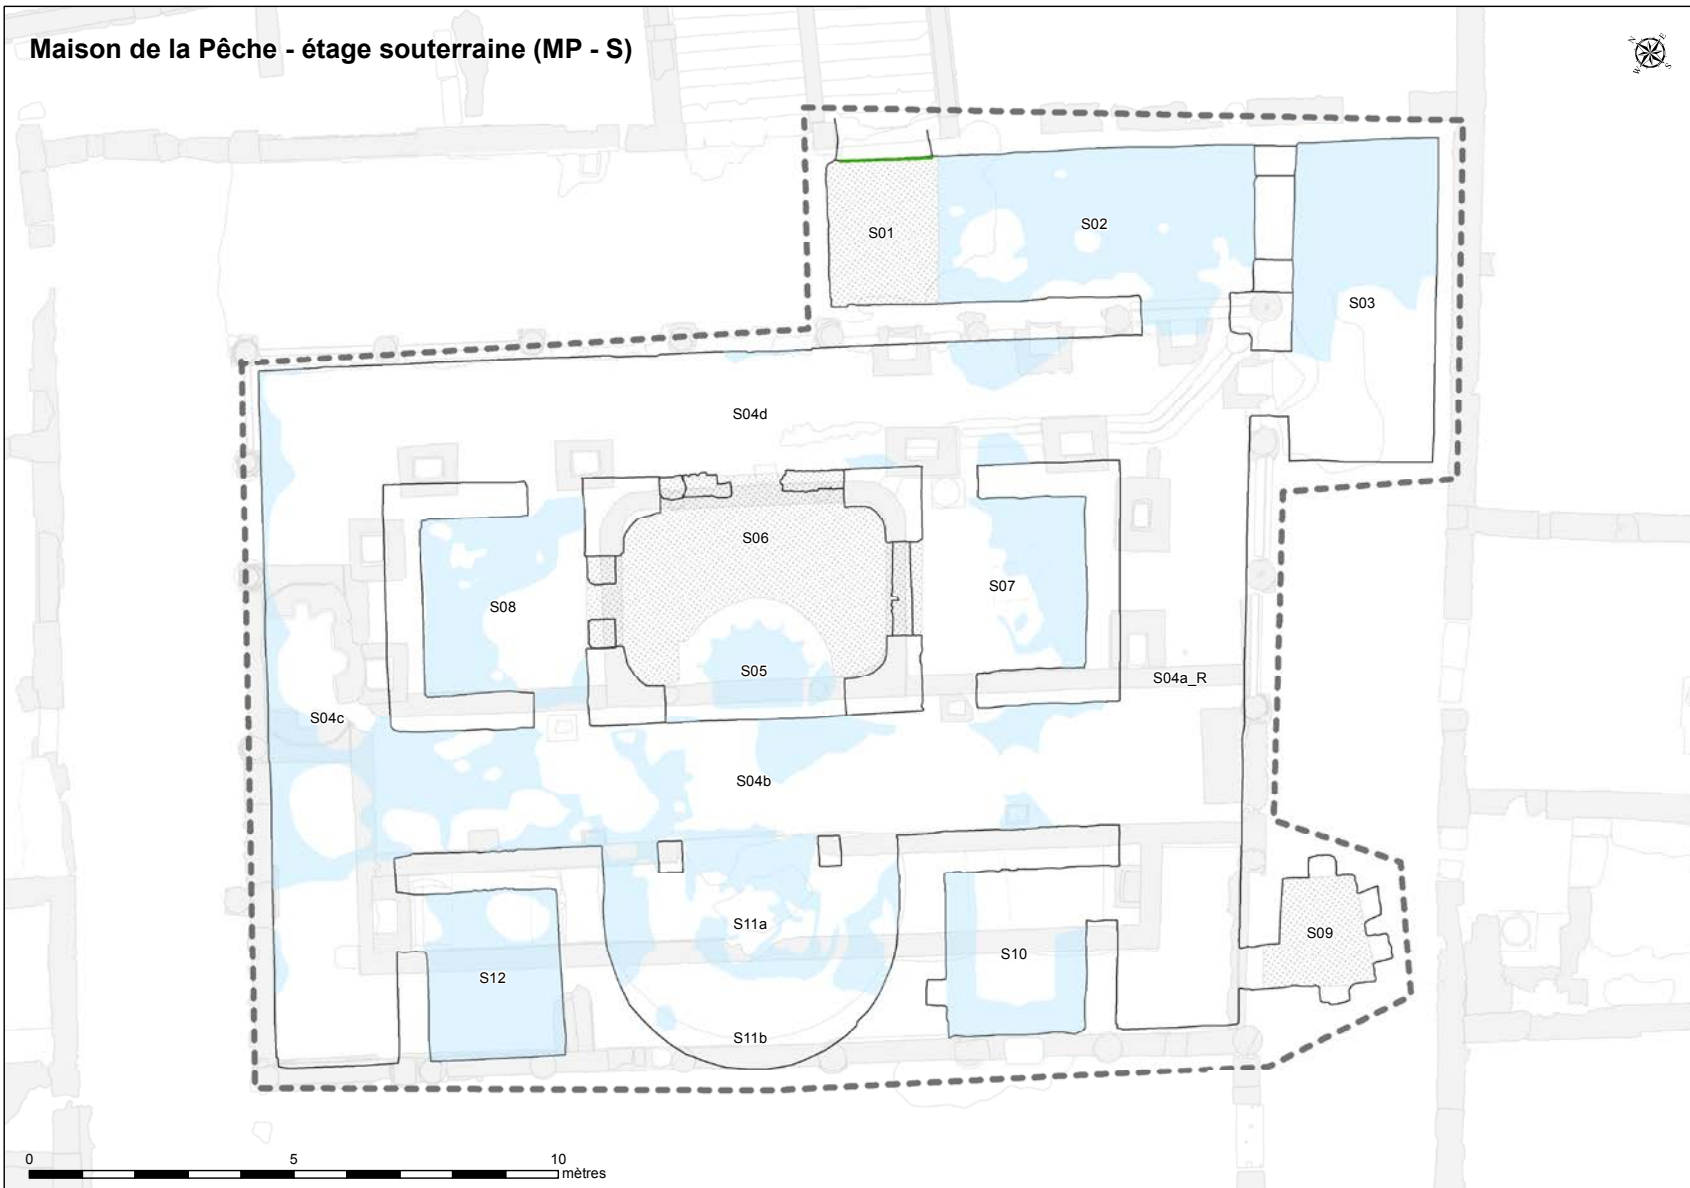 Maison de la Pêche - étage souterraine (MP - S)
N
E
W
S
S01
S02
S03
S04d
S06
S07
S08
S05
S04a_R
S04c
S04b
S11a
S09
S10
S12
S11b
0 5 10
mètres